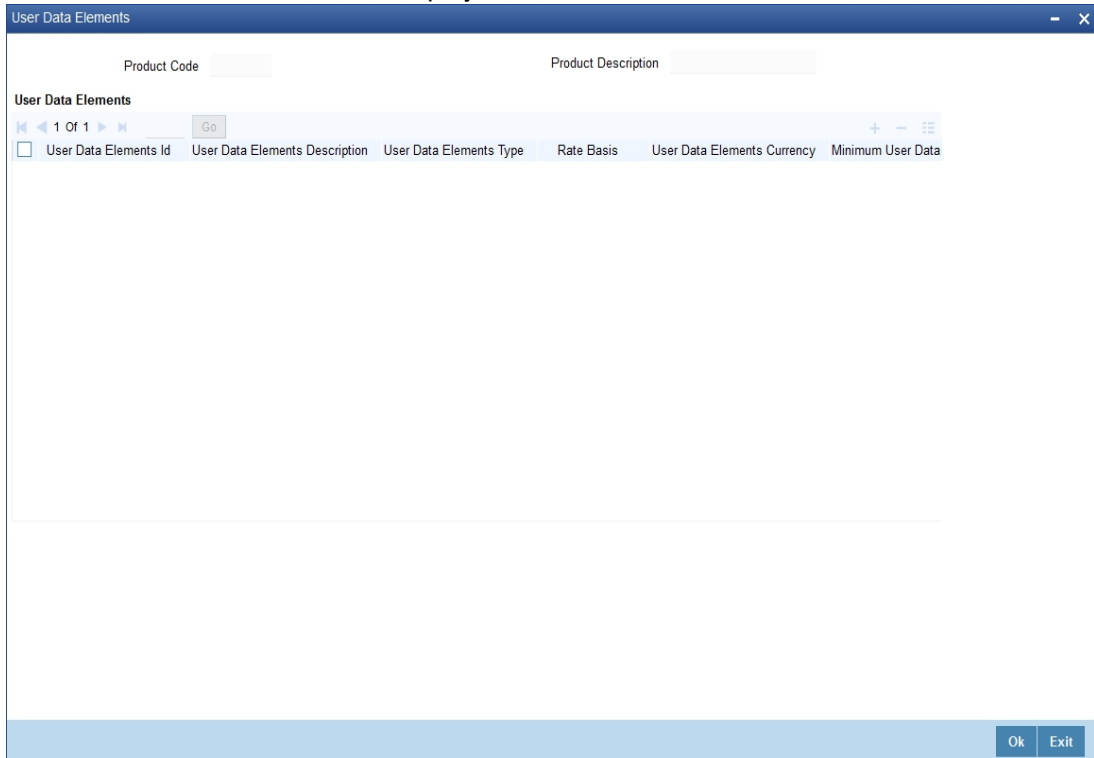 User Data Elements
Product Code Product Description
User Data Elements
1 Of 1 Go
User Data Elements Id User Data Elements Description User Data Elements Type Rate Basis User Data Elements Currency Minimum User Data
Ok Exit